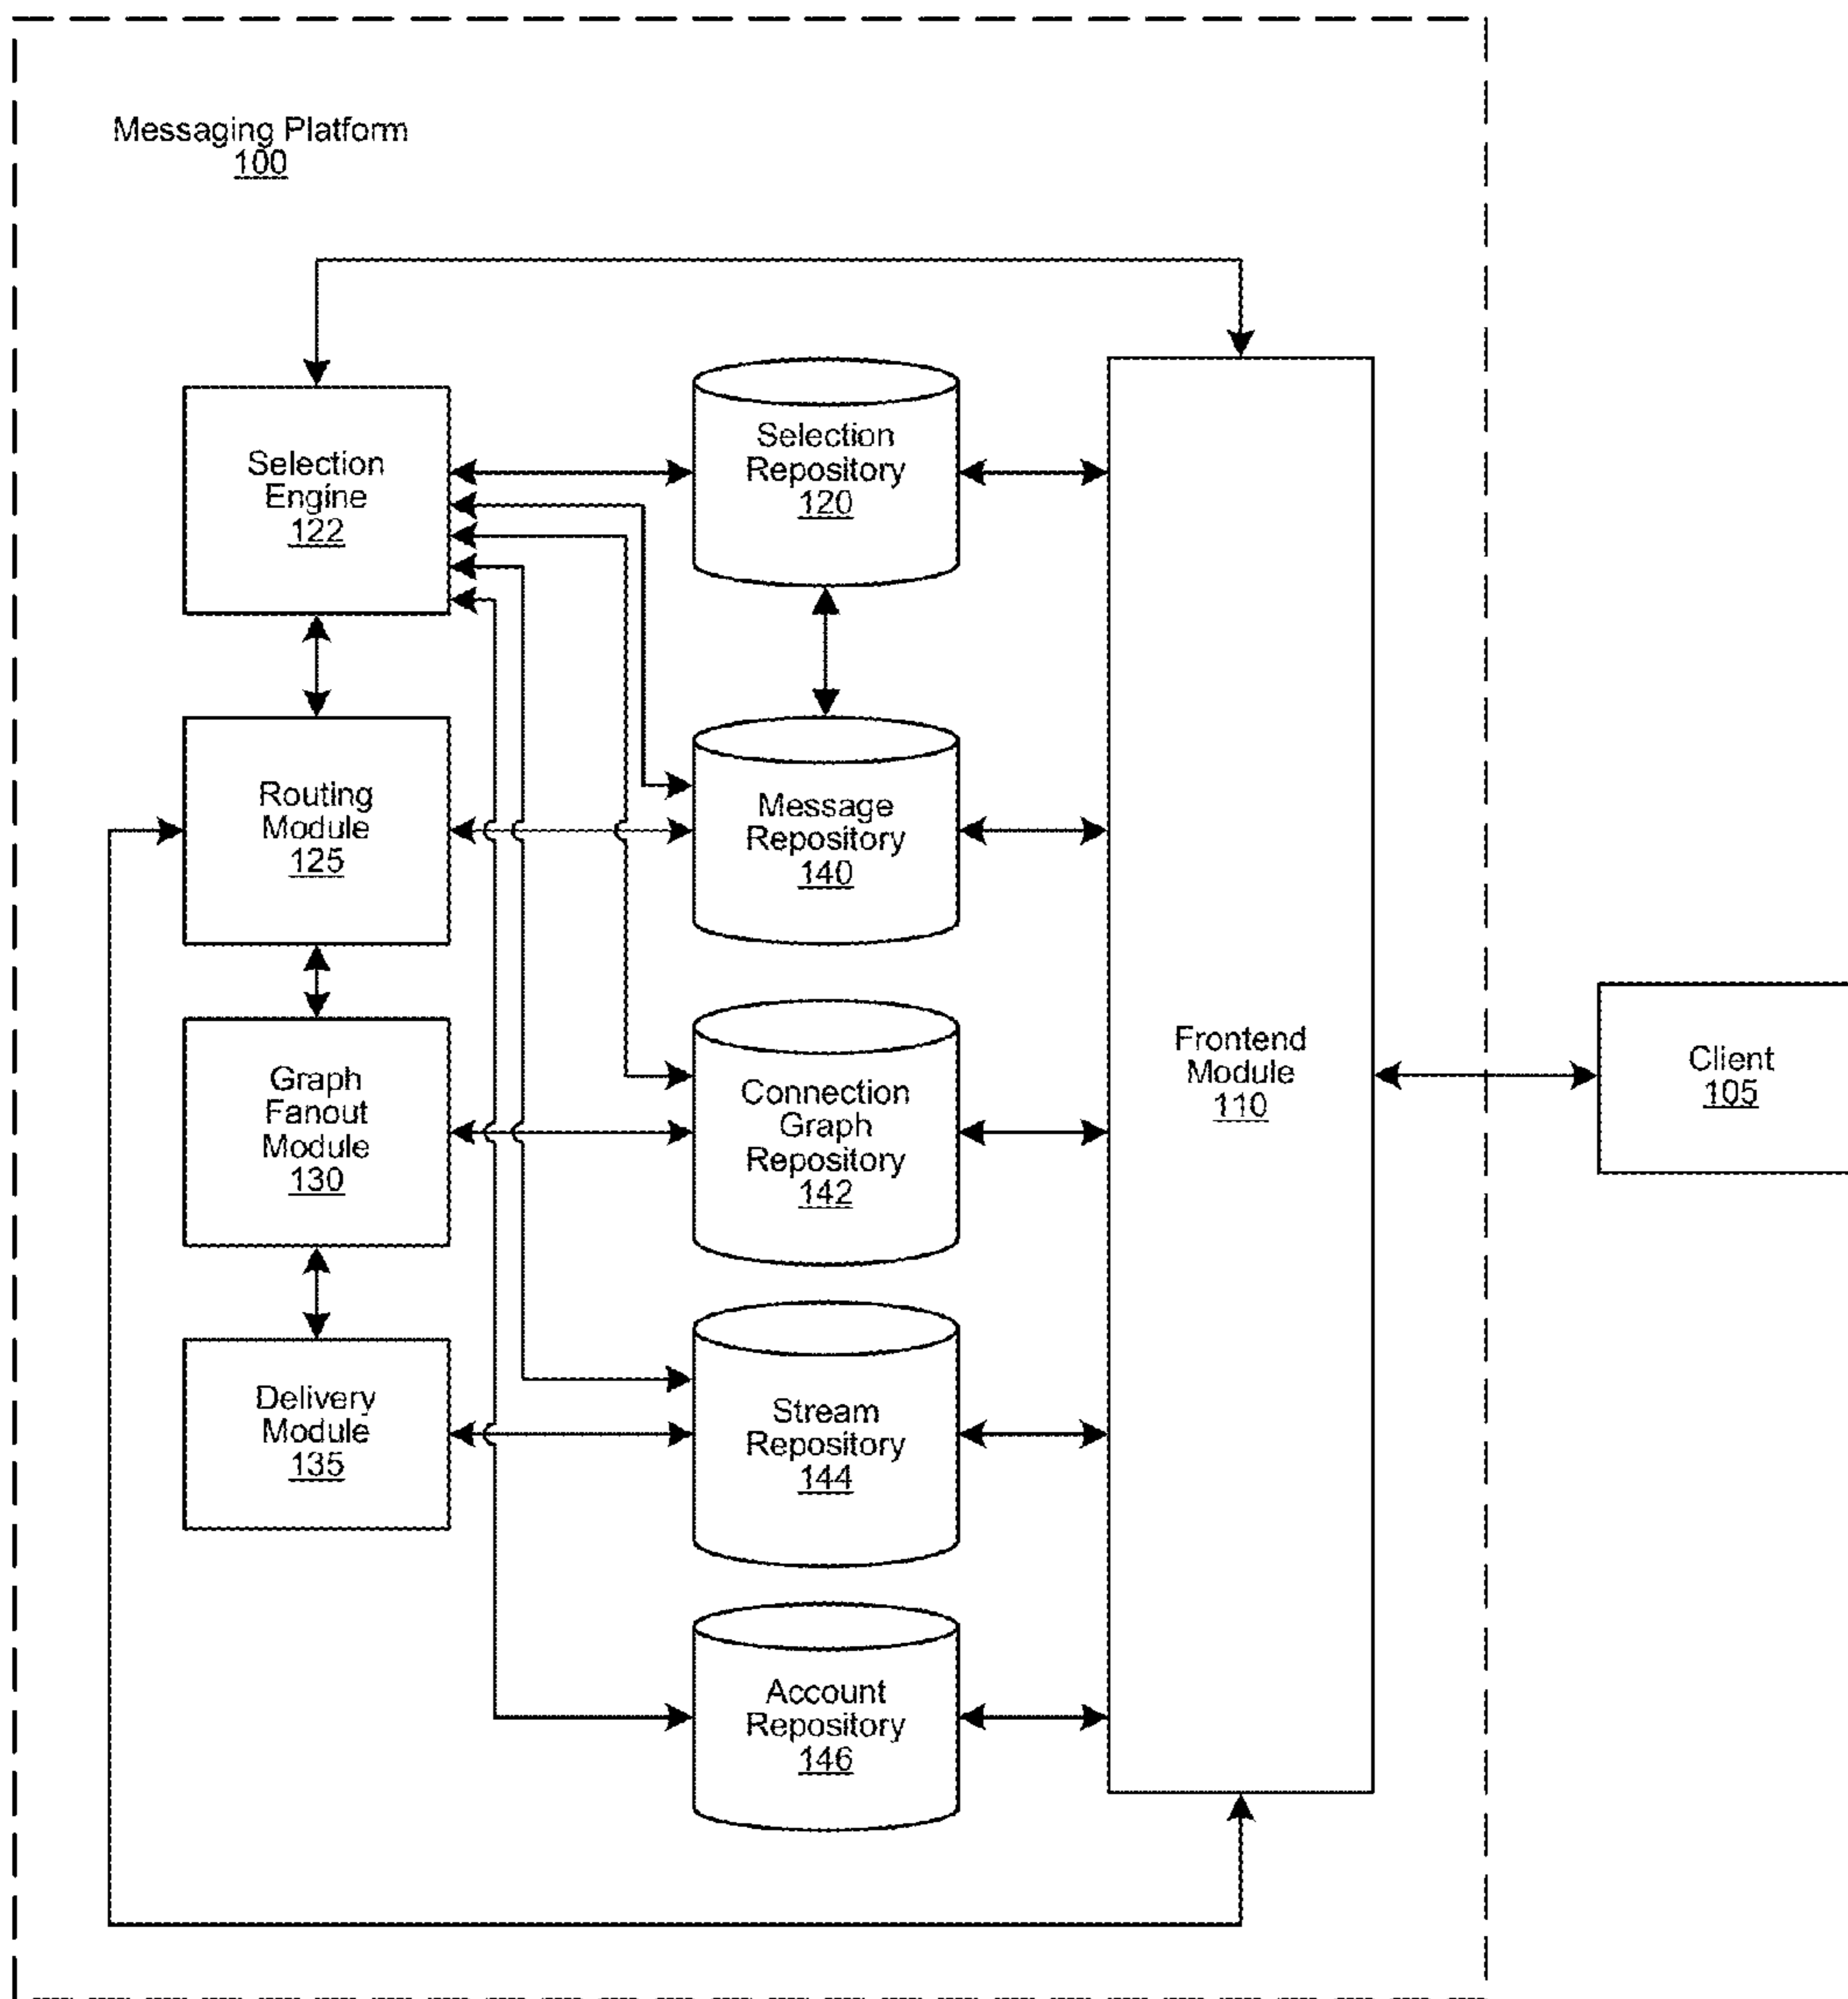 Messaging Platform
100
Selection
Engine
122
Selection
Repository
120
Routing
Module
125
Message
Repository
140
Graph
Fanout
Module
130
Connection
Graph
Repository
142
Frontend
Module
110
Client
105
Delivery
Module
135
Stream
Repository
144
Account
Repository
146